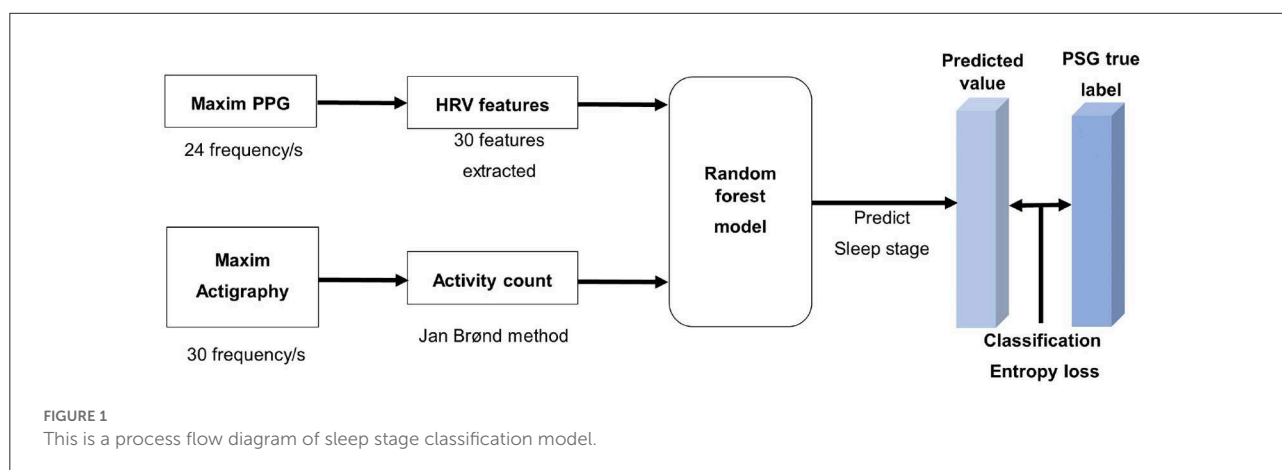 Maxim PPG
24 frequency/s
HRV features
30 features
extracted
Maxim
Actigraphy
30 frequency/s
Activity count
Jan Brønd method
Random
forest
model
Predict
Sleep stage
Predicted
value
PSG true
label
Classification
Entropy loss
FIGURE 1
This is a process flow diagram of sleep stage classification model.